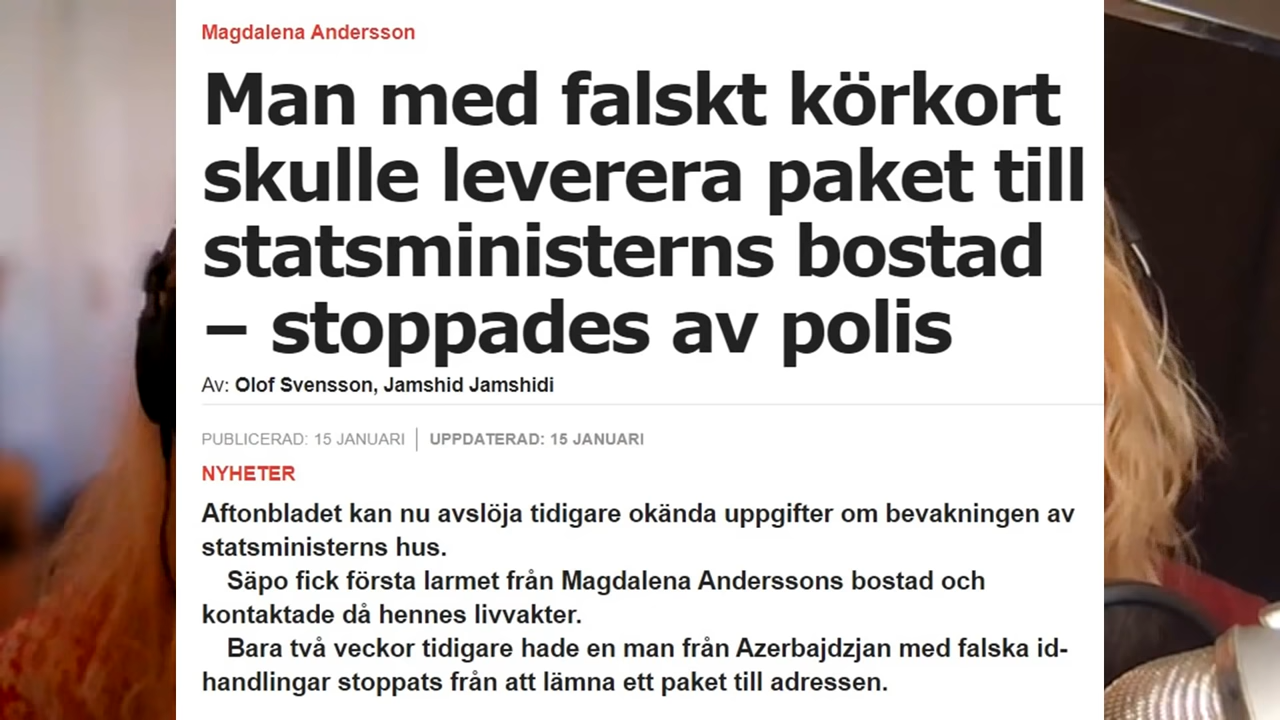 Magdalena Andersson
Man med falskt körkort
skulle leverera paket till
statsministerns bostad
– stoppades av polis
Av: Olof Svensson, Jamshid Jamshidi
PUBLICERAD: 15 JANUARI | UPPDATERAD: 15 JANUARI
NYHETER
Aftonbladet kan nu avslöja tidigare okända uppgifter om bevakningen av
statsministerns hus.
Säpo fick första larmet från Magdalena Anderssons bostad och
kontaktade då hennes livvakter.
Bara två veckor tidigare hade en man från Azerbajdzjan med falska id-
handlingar stoppats från att lämna ett paket till adressen.